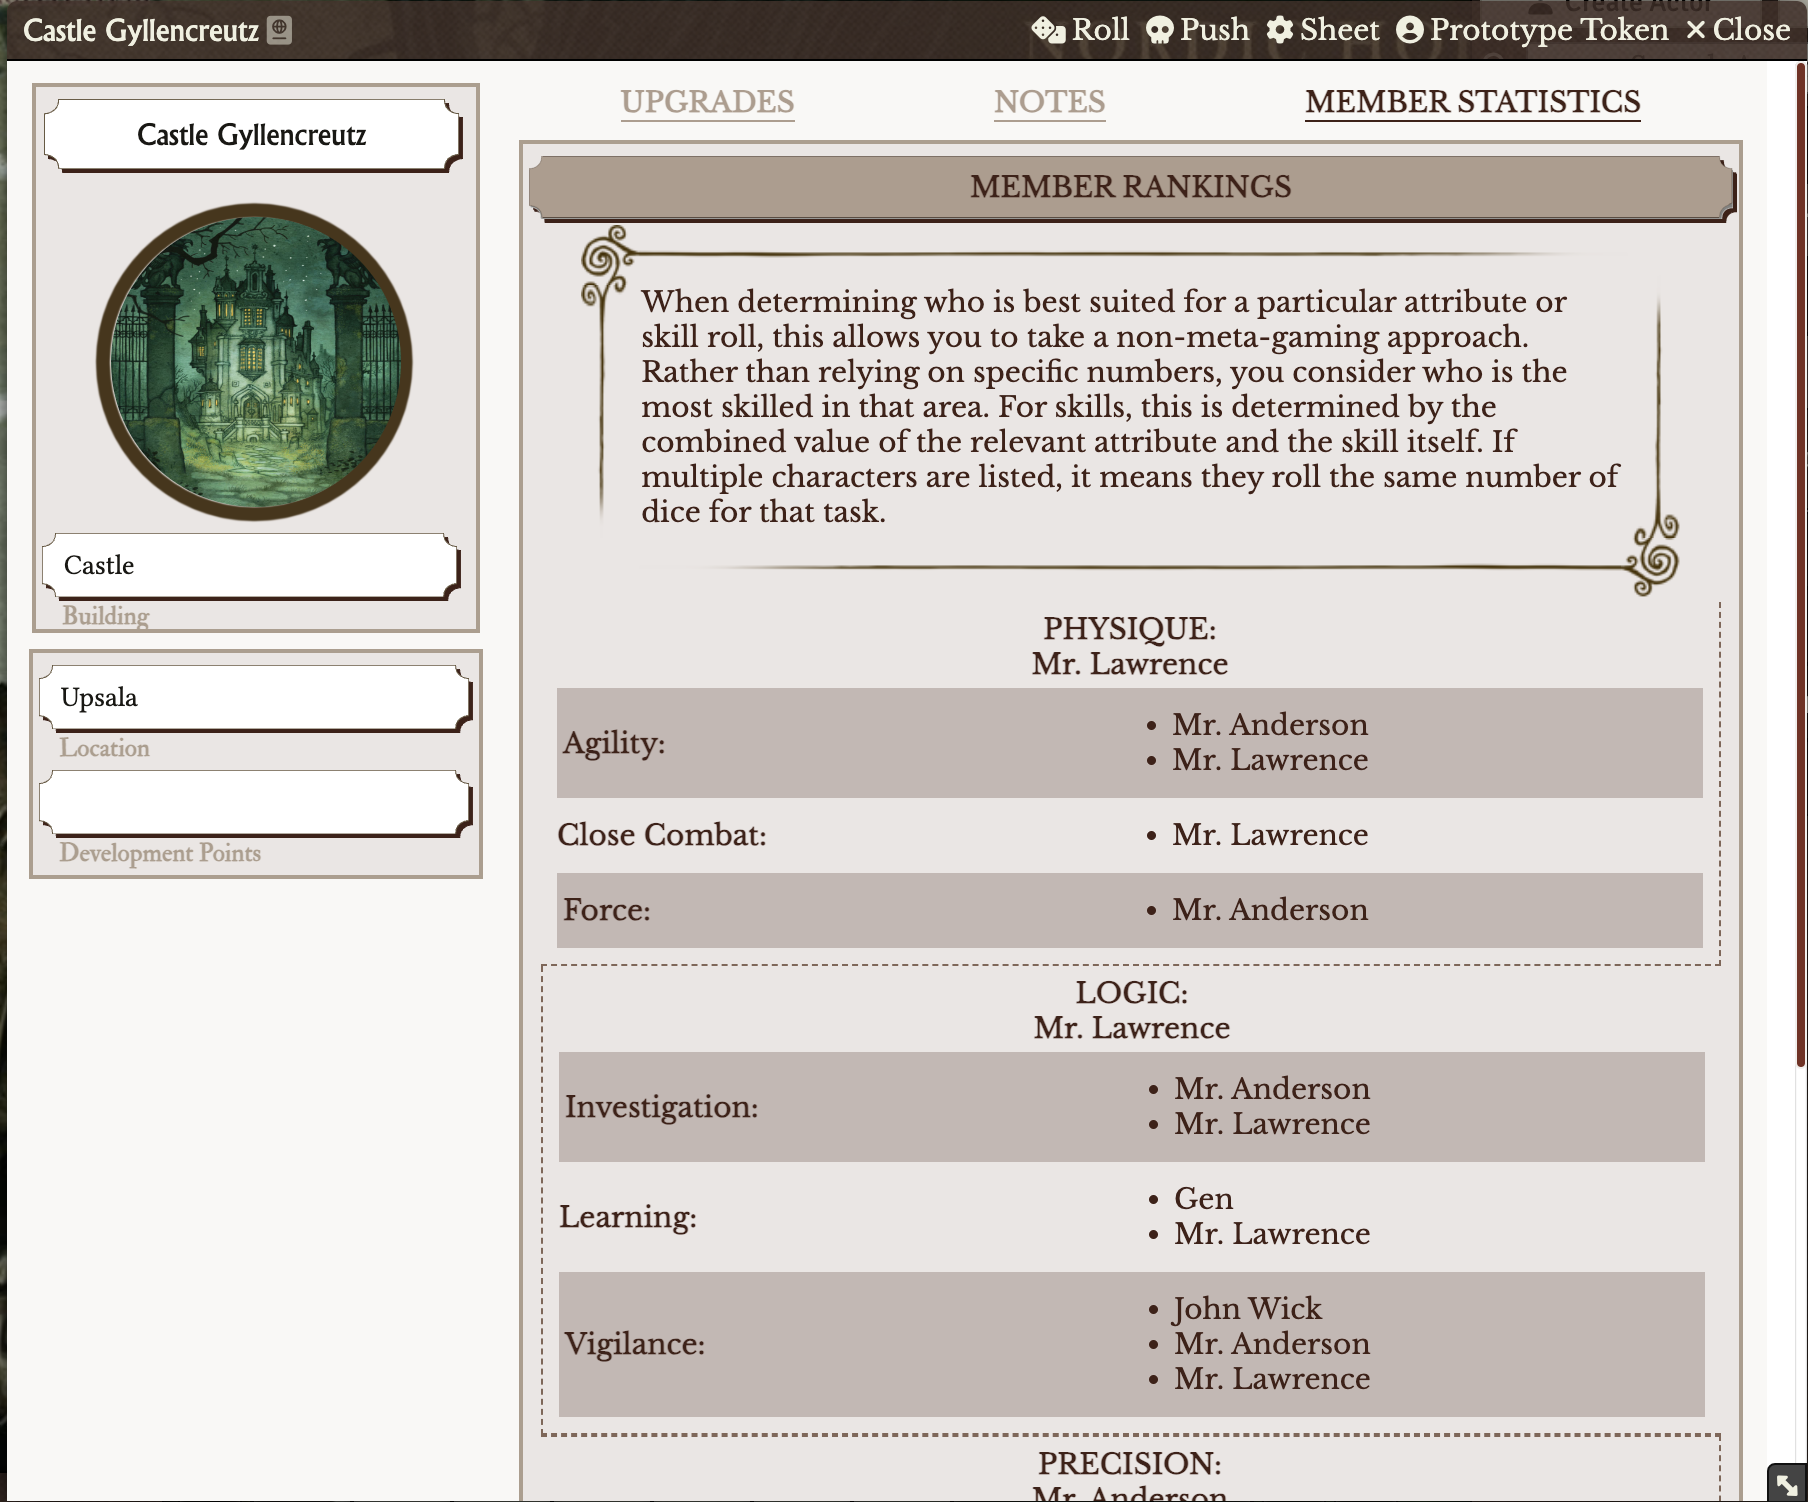 Castle Gyllencreutz
Roll Push Sheet Prototype Token Close
Create Actor
Castle Gyllencreutz
Castle
Building
Upsala
Location
Development Points
UPGRADES NOTES MEMBER STATISTICS
MEMBER RANKINGS
When determining who is best suited for a particular attribute or
skill roll, this allows you to take a non-meta-gaming approach.
Rather than relying on specific numbers, you consider who is the
most skilled in that area. For skills, this is determined by the
combined value of the relevant attribute and the skill itself. If
multiple characters are listed, it means they roll the same number of
dice for that task.
PHYSIQUE:
Mr. Lawrence
Agility:
• Mr. Anderson
• Mr. Lawrence
Close Combat:
• Mr. Lawrence
Force:
• Mr. Anderson
LOGIC:
Mr. Lawrence
Investigation:
• Mr. Anderson
• Mr. Lawrence
Learning:
• Gen
• Mr. Lawrence
Vigilance:
• John Wick
• Mr. Anderson
• Mr. Lawrence
PRECISION:
Mr. Anderson